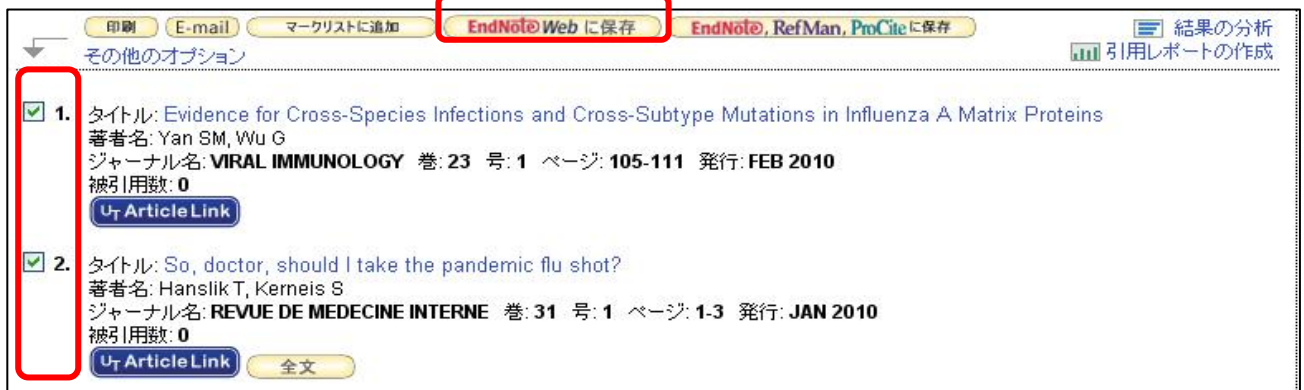 印刷 E-mail マークリストに追加 EndNote Web に保存 EndNote, RefMan, ProCite に保存 結果の分析
その他のオプション 引用レポートの作成
1. タイトル: Evidence for Cross-Species Infections and Cross-Subtype Mutations in Influenza A Matrix Proteins
著者名: Yan SM, Wu G
ジャーナル名: VIRAL IMMUNOLOGY 巻: 23 号: 1 ページ: 105-111 発行: FEB 2010
被引用数: 0
UT Article Link
2. タイトル: So, doctor, should I take the pandemic flu shot?
著者名: Hanslik T, Kerneis S
ジャーナル名: REVUE DE MEDECINE INTERNE 巻: 31 号: 1 ページ: 1-3 発行: JAN 2010
被引用数: 0
UT Article Link 全文